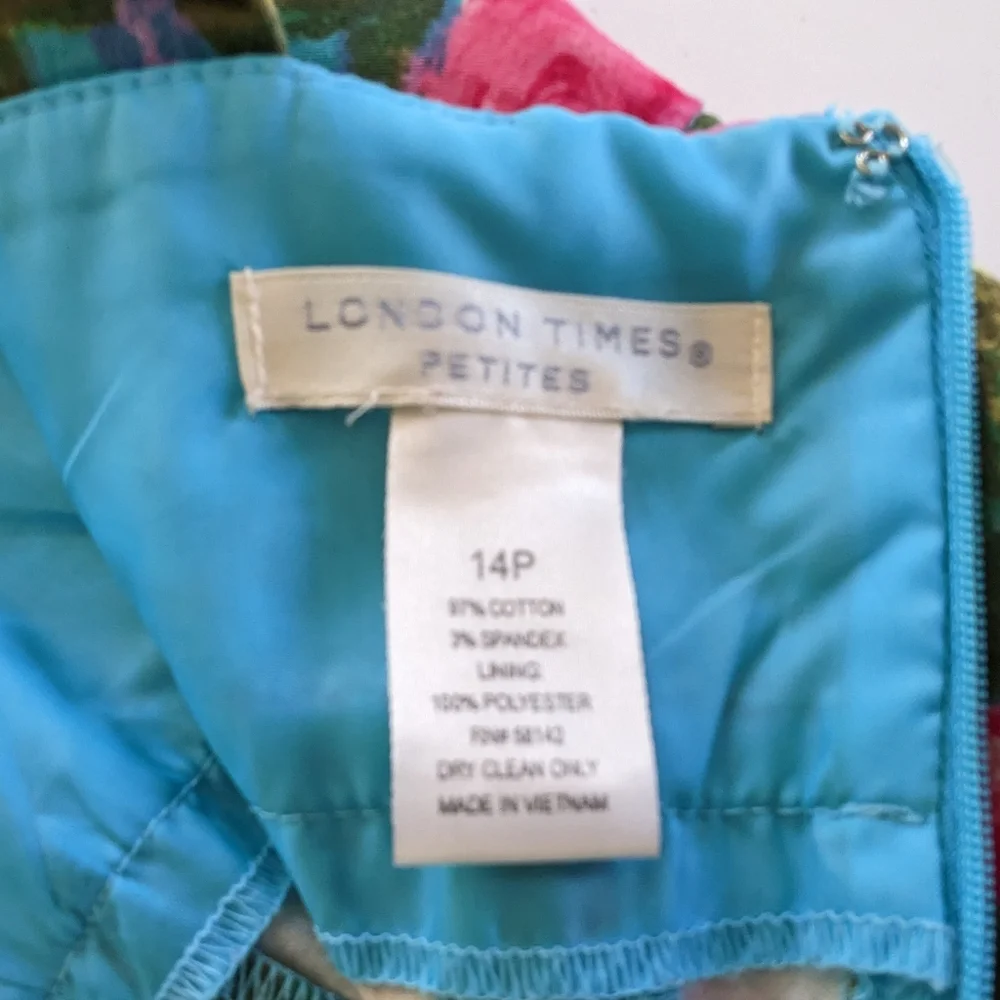 LONDON TIMES®
PETITES
14P
97% COTTON
3% SPANDEX
LINING:
100% POLYESTER
RN# 58142
DRY CLEAN ONLY
MADE IN VIETNAM